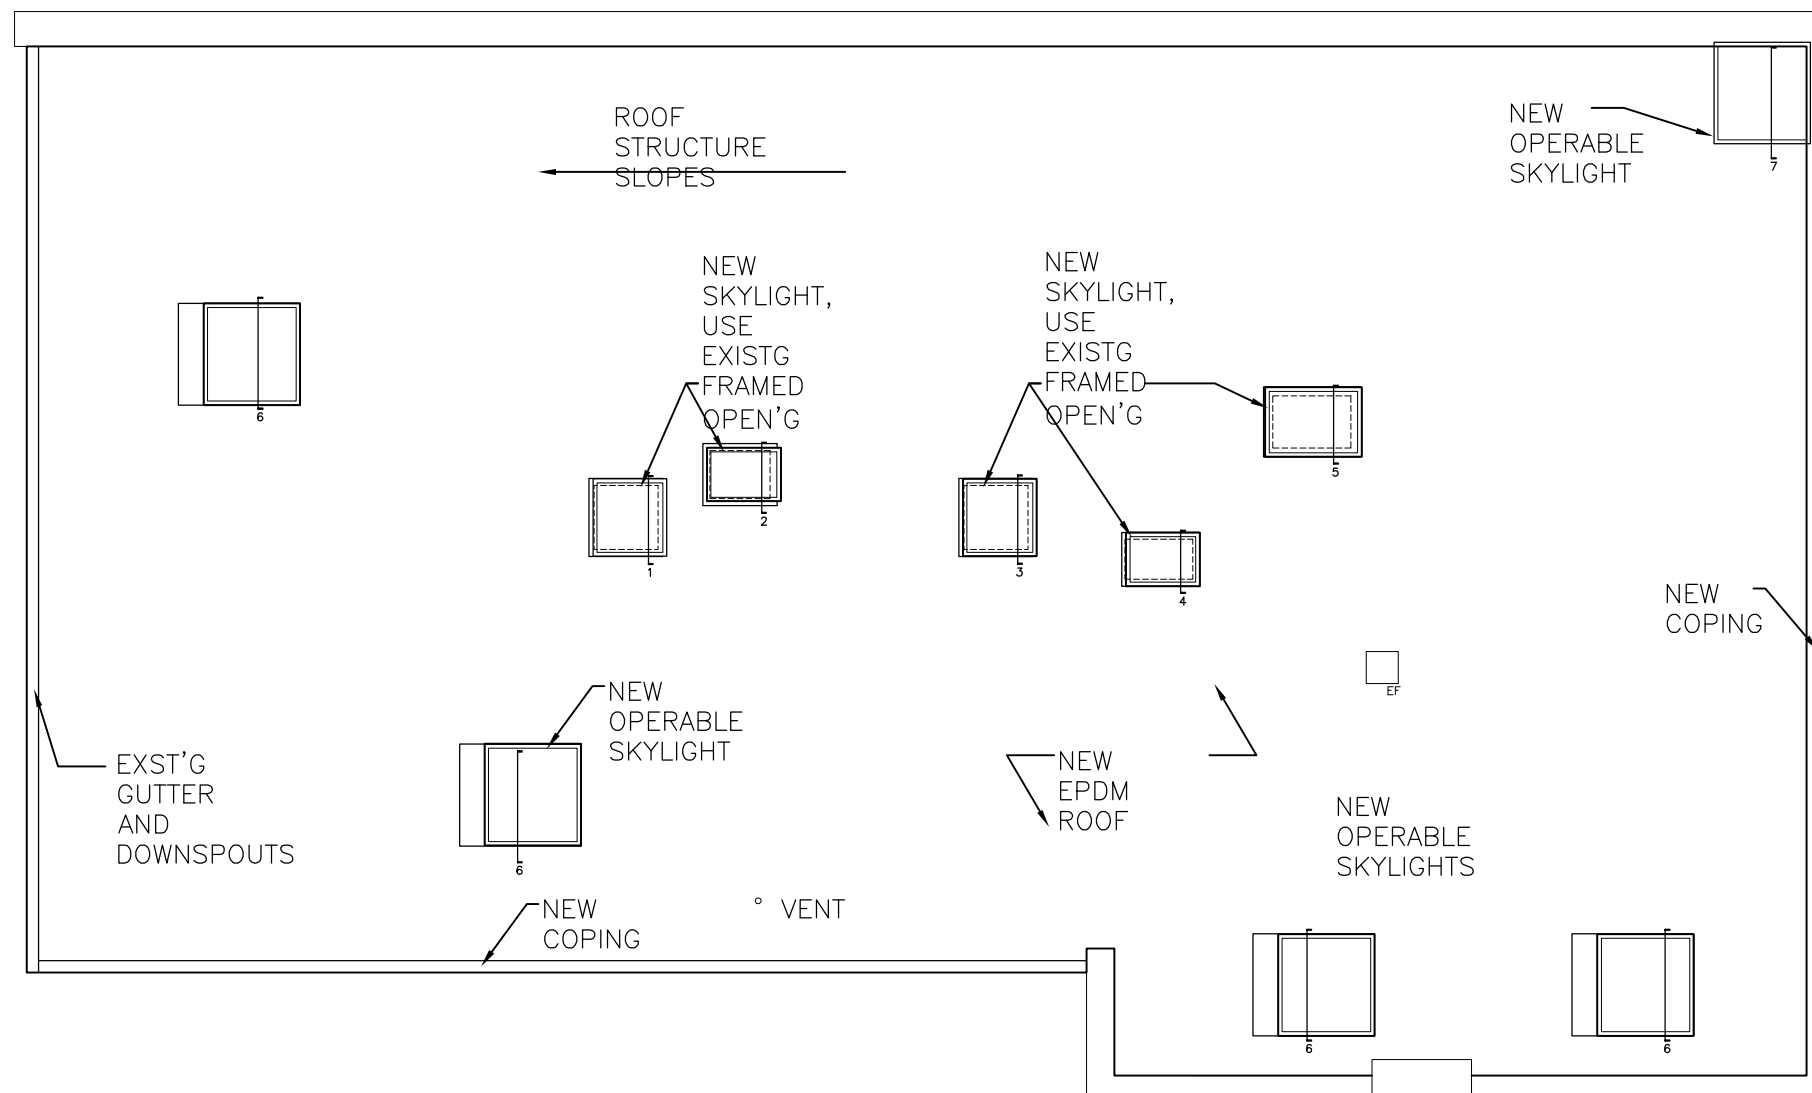 ROOF
STRUCTURE
SLOPES
NEW
OPERABLE
SKYLIGHT
7
NEW
SKYLIGHT,
USE
EXISTG
FRAMED
OPEN'G
NEW
SKYLIGHT,
USE
EXISTG
FRAMED
OPEN'G
6
5
2
1
3
4
NEW
COPING
EF
NEW
OPERABLE
SKYLIGHT
EXST'G
GUTTER
AND
DOWNSPOUTS
NEW
EPDM
ROOF
NEW
OPERABLE
SKYLIGHTS
6
NEW
COPING
VENT
6
6